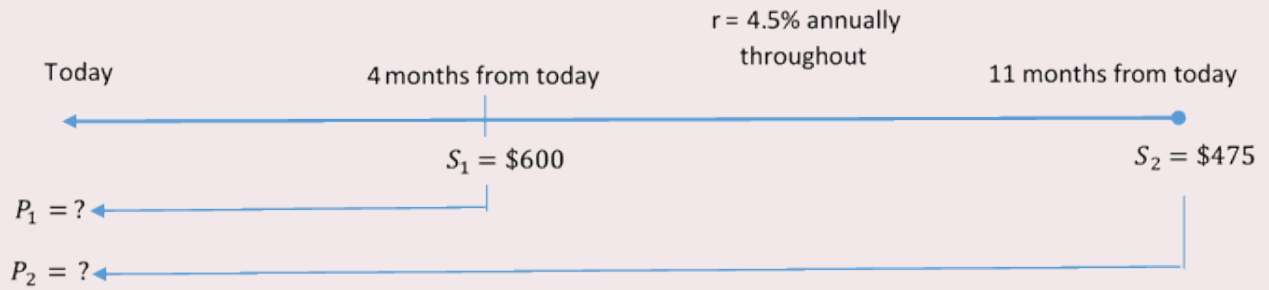 r = 4.5% annually
throughout
Today
4 months from today
11 months from today
S₁ = $600
S₂ = $475
P₁ = ?
P₂ = ?